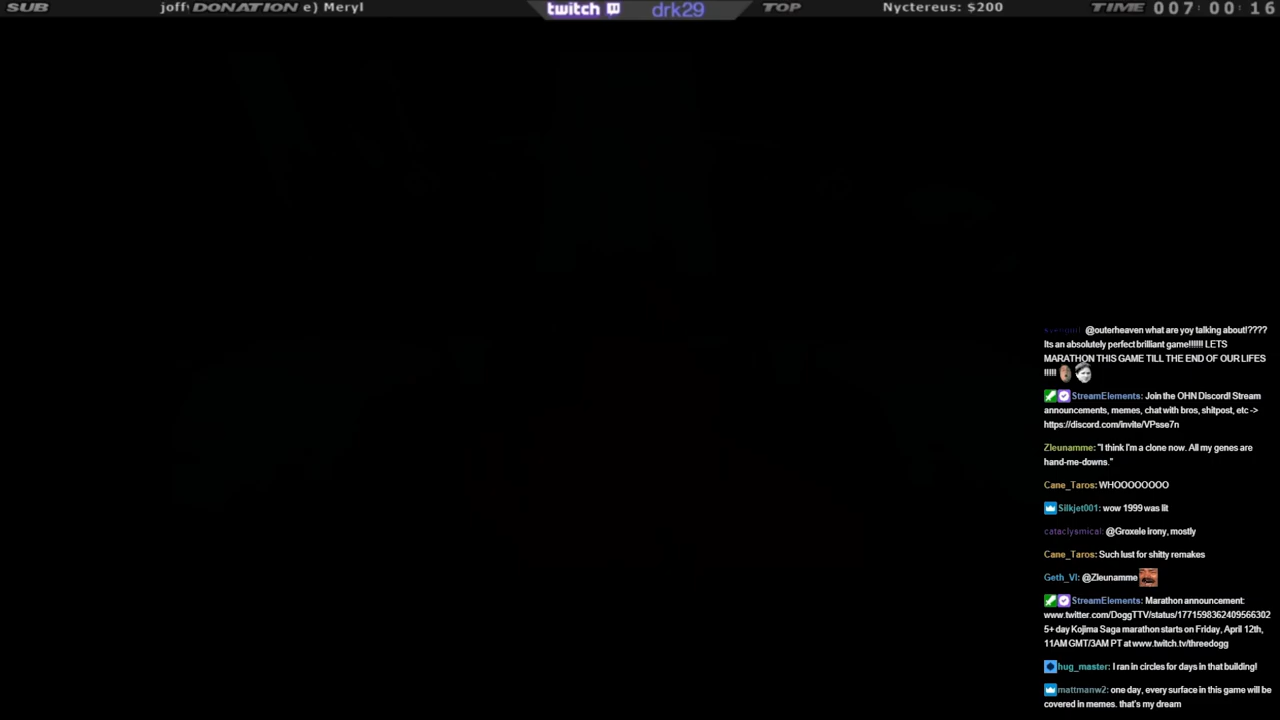 SUB joff DONATION e) Meryl twitch drk29 TOP Nyctereus: $200 TIME 007:00:16
@outerheaven what are yoy talking about!????
Its an absolutely perfect brilliant game!!!!!! LETS
MARATHON THIS GAME TILL THE END OF OUR LIFES
!!!!!
StreamElements: Join the OHN Discord! Stream
announcements, memes, chat with bros, shitpost, etc ->
https://discord.com/invite/VPsse7n
Zleunamme: "I think I'm a clone now. All my genes are
hand-me-downs."
Cane_Taros: WHOOOOOOOO
Silkjet001: wow 1999 was lit
cataclysmical: @Groxele irony, mostly
Cane_Taros: Such lust for shitty remakes
Geth_VI: @Zleunamme
StreamElements: Marathon announcement:
www.twitter.com/DoggTTV/status/1771598362409566302
5+ day Kojima Saga marathon starts on Friday, April 12th,
11AM GMT/3AM PT at www.twitch.tv/threedogg
hug_master: I ran in circles for days in that building!
mattmanw2: one day, every surface in this game will be
covered in memes. that's my dream